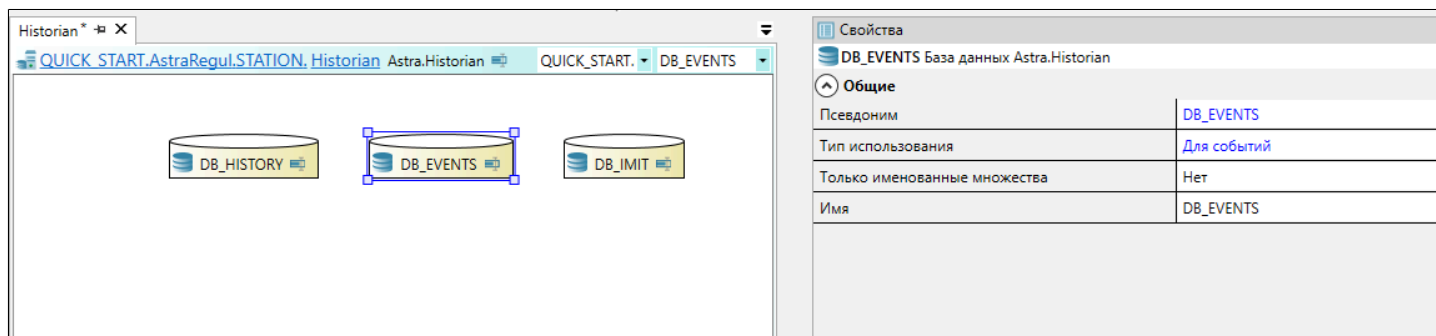 Historian*
QUICK_START.AstraRegul.STATION. Historian Astra.Historian QUICK_START. DB_EVENTS
DB_HISTORY DB_EVENTS DB_IMIT
Свойства
DB_EVENTS База данных Astra.Historian
Общие
Псевдоним DB_EVENTS
Тип использования Для событий
Только именованные множества Нет
Имя DB_EVENTS